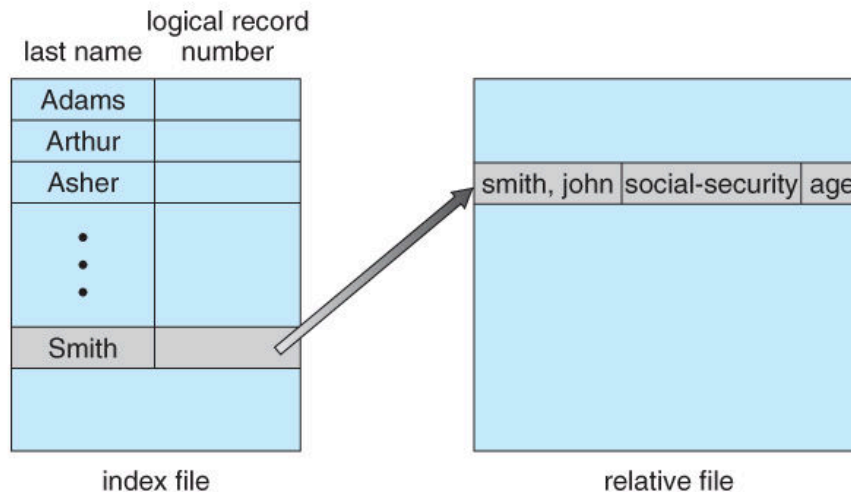 logical record
last name number
Adams
Arthur
Asher
Smith
smith, john social-security age
index file relative file